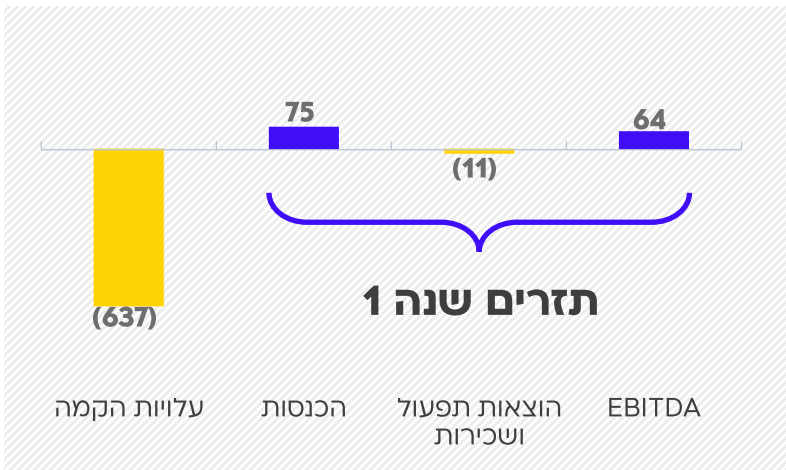 75
64
(11)
(637)
תזרים שנה 1
עלויות הקמה
הכנסות
הוצאות תפעול
ושכירות
EBITDA